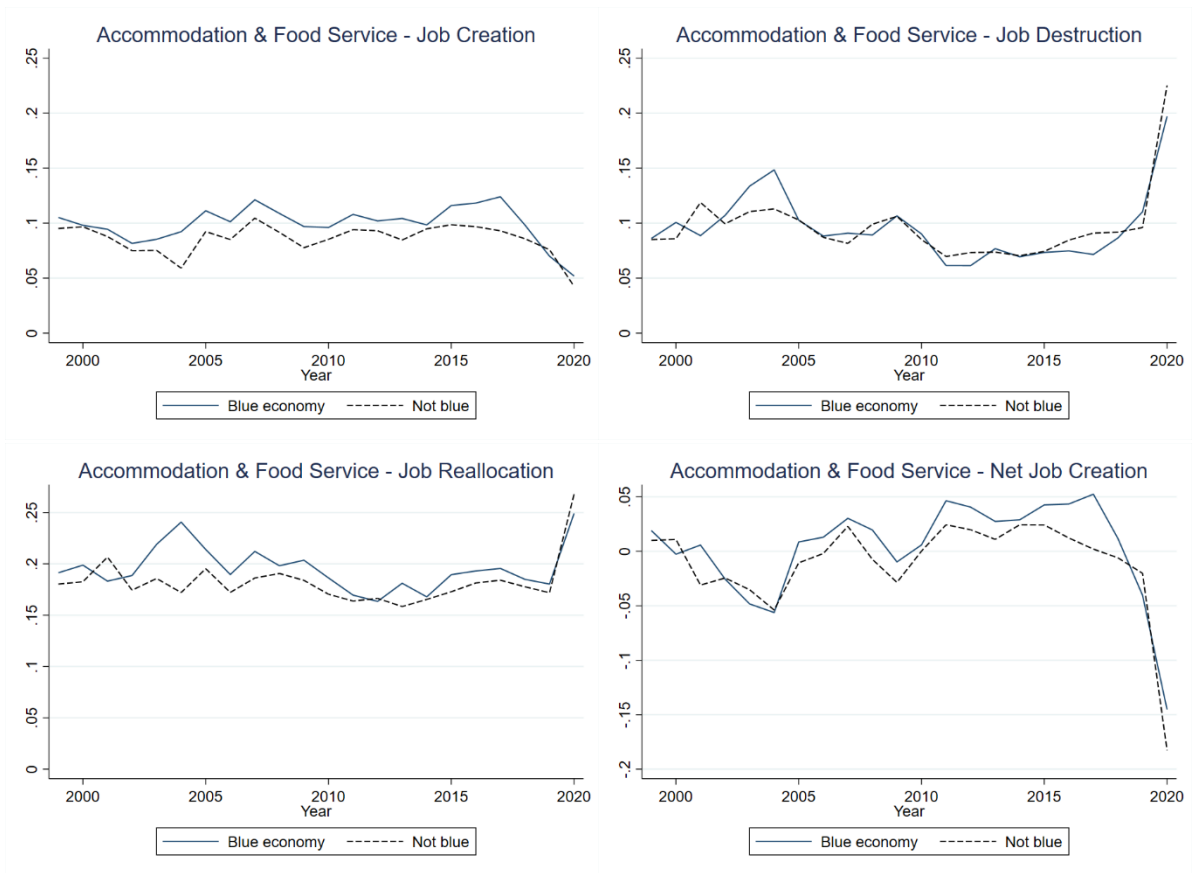 Accommodation & Food Service - Job Creation
.25
.2
.15
.1
.05
0
2000 2005 2010 2015 2020
Year
Blue economy Not blue
Accommodation & Food Service - Job Destruction
.25
.2
.15
.1
.05
0
2000 2005 2010 2015 2020
Year
Blue economy Not blue
Accommodation & Food Service - Job Reallocation
.25
.2
.15
.1
.05
0
2000 2005 2010 2015 2020
Year
Blue economy Not blue
Accommodation & Food Service - Net Job Creation
.05
0
-.05
-.1
-.15
-.2
2000 2005 2010 2015 2020
Year
Blue economy Not blue